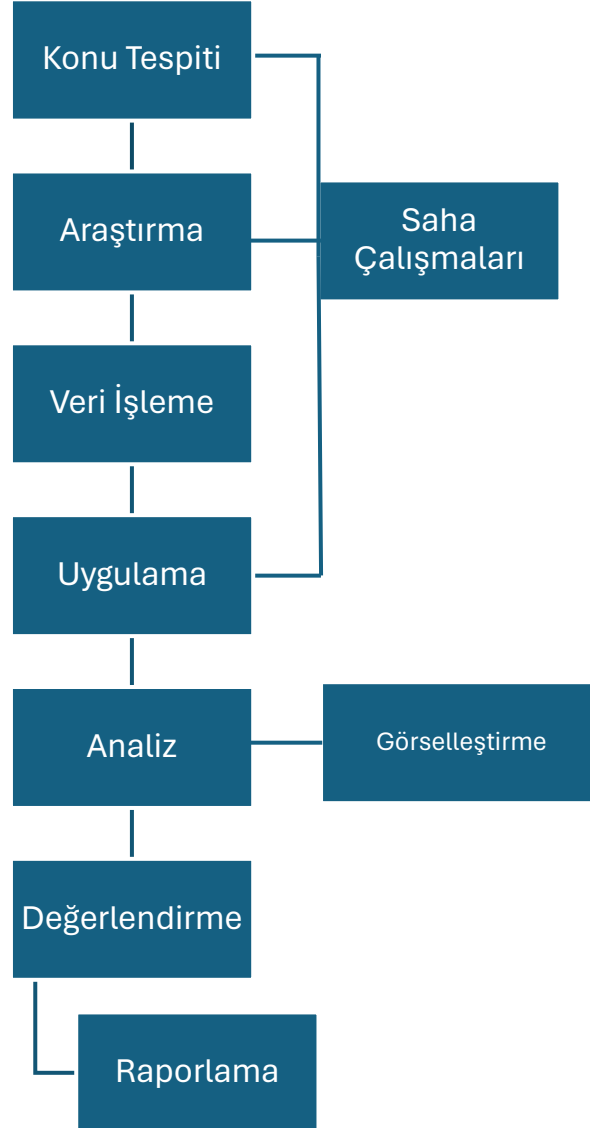 Konu Tespiti
Araştırma
Saha
Çalışmaları
Veri İşleme
Uygulama
Analiz
Görselleştirme
Değerlendirme
Raporlama